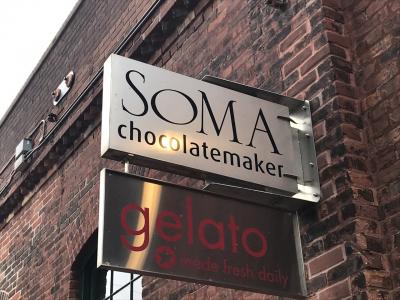 SOMA
chocolatemaker
gelato
made fresh daily